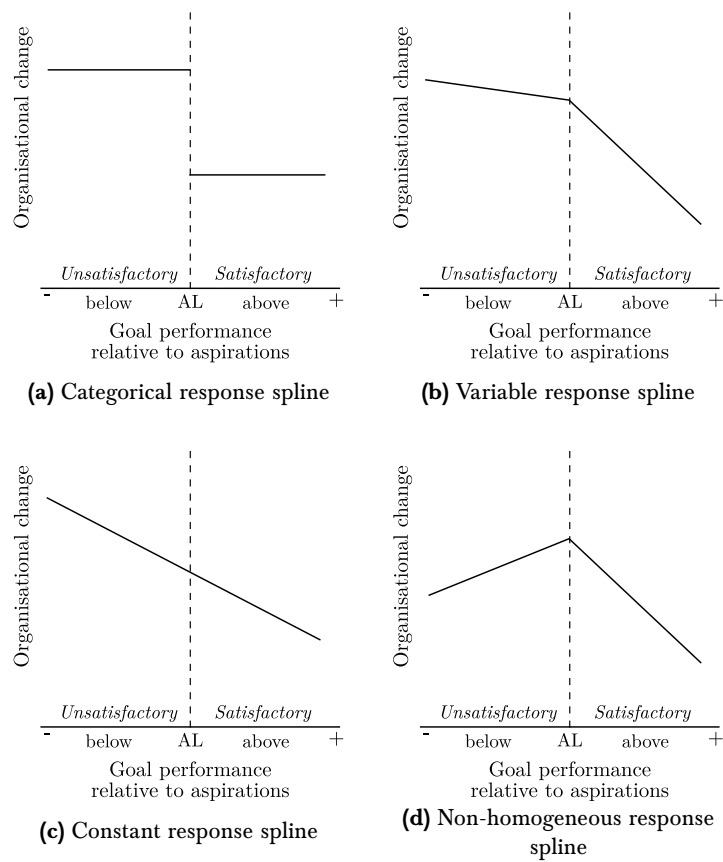 Organisational change
Unsatisfactory Satisfactory
- below AL above +
Goal performance
relative to aspirations
(a) Categorical response spline
Organisational change
Unsatisfactory Satisfactory
- below AL above +
Goal performance
relative to aspirations
(b) Variable response spline
Organisational change
Unsatisfactory Satisfactory
- below AL above +
Goal performance
relative to aspirations
(c) Constant response spline
Organisational change
Unsatisfactory Satisfactory
- below AL above +
Goal performance
relative to aspirations
(d) Non-homogeneous response
spline